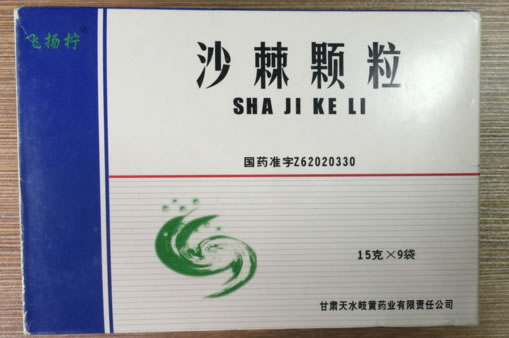 飞扬柠®
沙棘颗粒
SHA JI KE LI
国药准字Z62020330
15克×9袋
甘肃天水岐黄药业有限责任公司